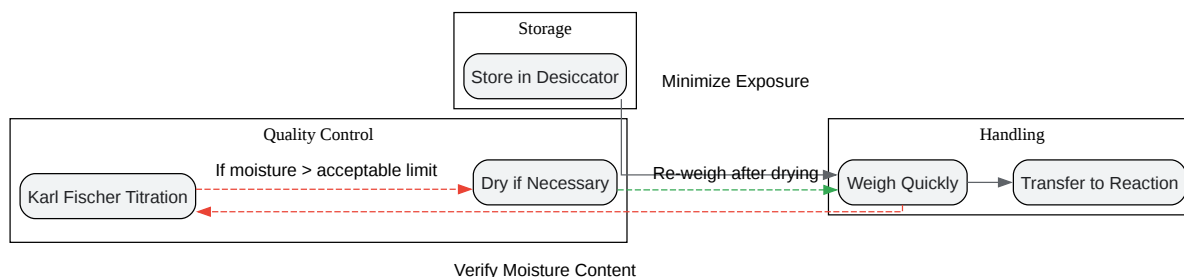 Storage
Store in Desiccator
Minimize Exposure
Quality Control
Handling
If moisture > acceptable limit
Karl Fischer Titration
Dry if Necessary
Re-weigh after drying
Weigh Quickly
Transfer to Reaction
Verify Moisture Content